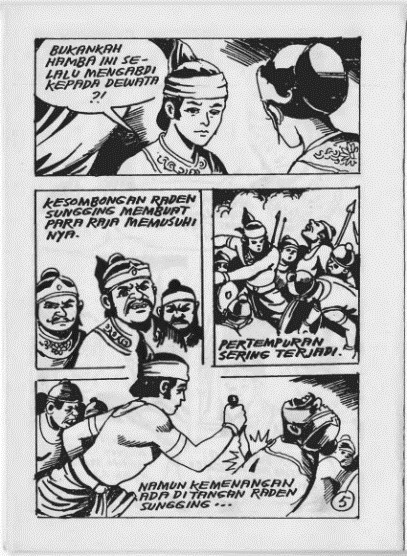 BUKANKAH
HAMBA INI SE-
LALU MENGABDI
KEPADA DEWATA
?!
KESOMBONGAN RADEN
SUNGGING MEMBUAT
PARA RAJA MEMUSUHI
NYA.
PERTEMPURAN
SERING TERJADI.
NAMUN KEMENANGAN
ADA DI TANGAN RADEN
SUNGGING...
5